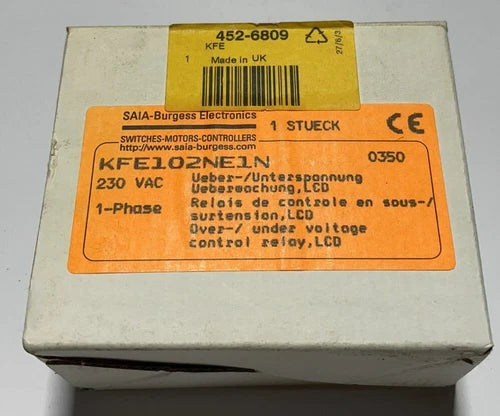 452-6809
KFE
1 Made in UK
27/6/3
SAIA-Burgess Electronics
SWITCHES-MOTORS-CONTROLLERS
http://www.saia-burgess.com
1 STUECK
CE
KFE102NE1N
0350
230 VAC
1-Phase
Ueber-/Unterspannung
Ueberwachung,LCD
Relais de controle en sous-/
surtension,LCD
Over-/ under voltage
control relay,LCD